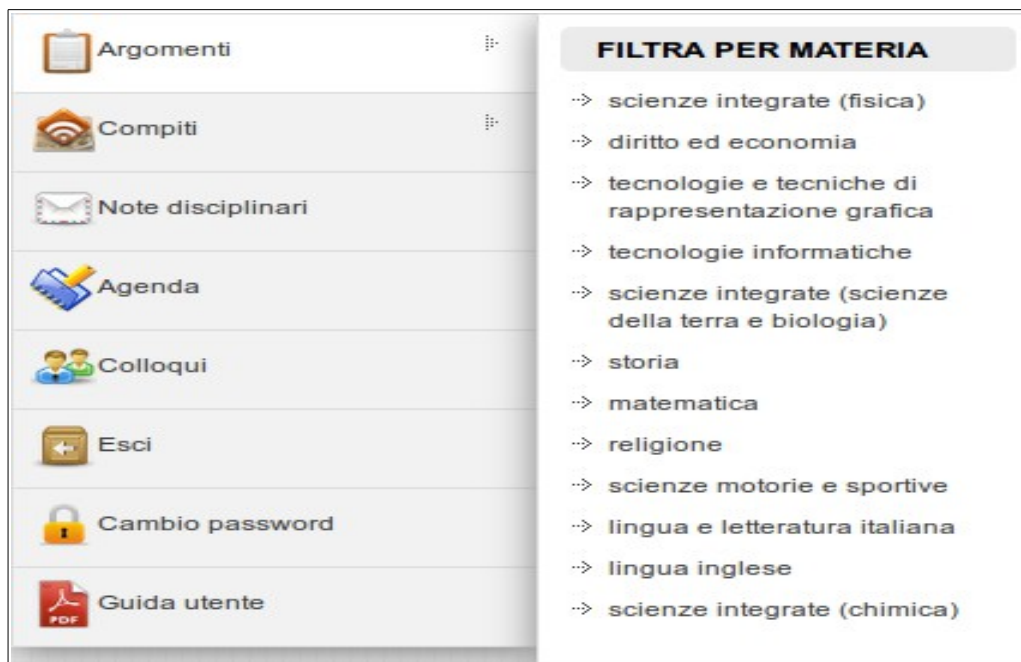 Argomenti
Compiti
Note disciplinari
Agenda
Colloqui
Esci
Cambio password
PDF
Guida utente
FILTRA PER MATERIA
scienze integrate (fisica)
diritto ed economia
tecnologie e tecniche di
rappresentazione grafica
tecnologie informatiche
scienze integrate (scienze
della terra e biologia)
storia
matematica
religione
scienze motorie e sportive
lingua e letteratura italiana
lingua inglese
scienze integrate (chimica)